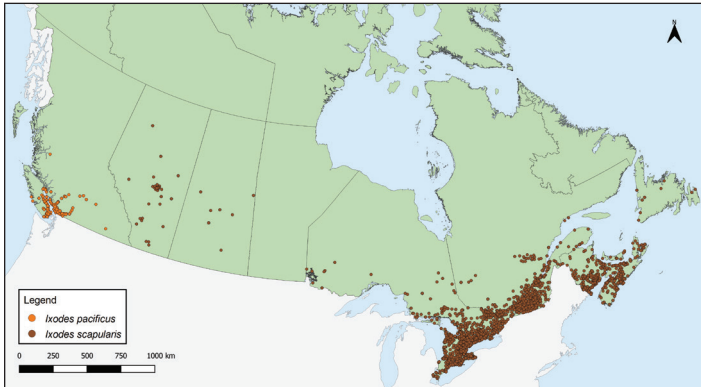 N
Legend
Ixodes pacificus
Ixodes scapularis
0 250 500 750 1000 km